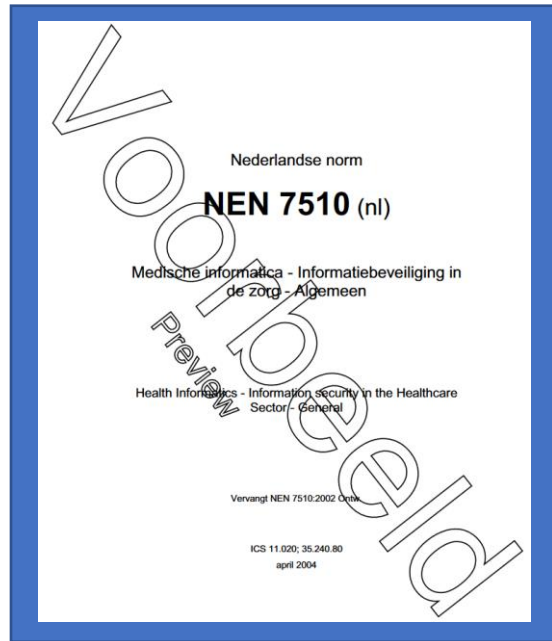 Voorbeeld
Preview
Nederlandse norm
NEN 7510 (nl)
Medische informatica - Informatiebeveiliging in
de zorg - Algemeen
Health Informatics - Information security in the Healthcare
Sector - General
Vervangt NEN 7510:2002 Ontw.
ICS 11.020; 35.240.80
april 2004